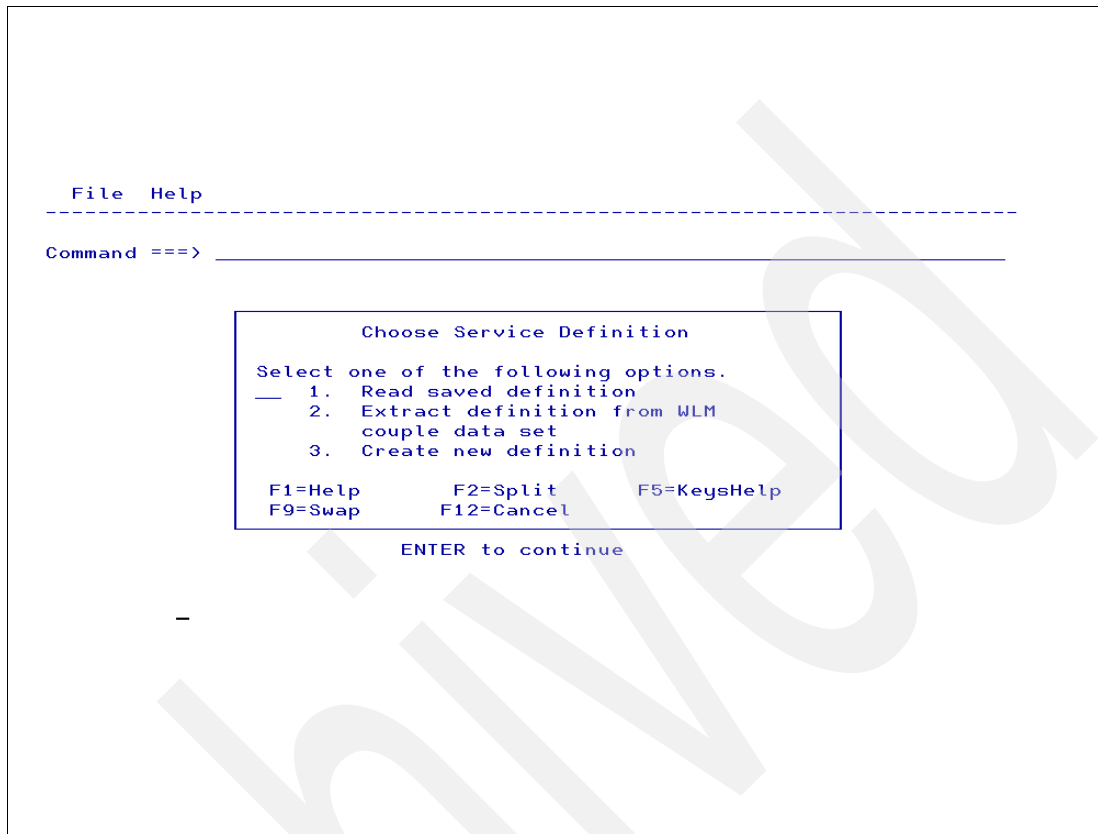 File  Help
Command ===> 
Choose Service Definition
Select one of the following options.
__ 1. Read saved definition
2. Extract definition from WLM
couple data set
3. Create new definition
F1=Help F2=Split F5=KeysHelp
F9=Swap F12=Cancel
ENTER to continue
hived